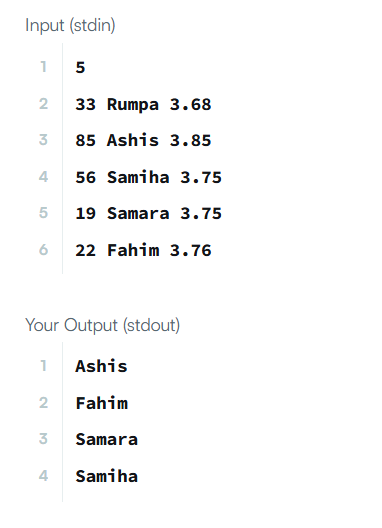 Input (stdin)
1 5
2 33 Rumpa 3.68
3 85 Ashis 3.85
4 56 Samiha 3.75
5 19 Samara 3.75
6 22 Fahim 3.76
Your Output (stdout)
1 Ashis
2 Fahim
3 Samara
4 Samiha